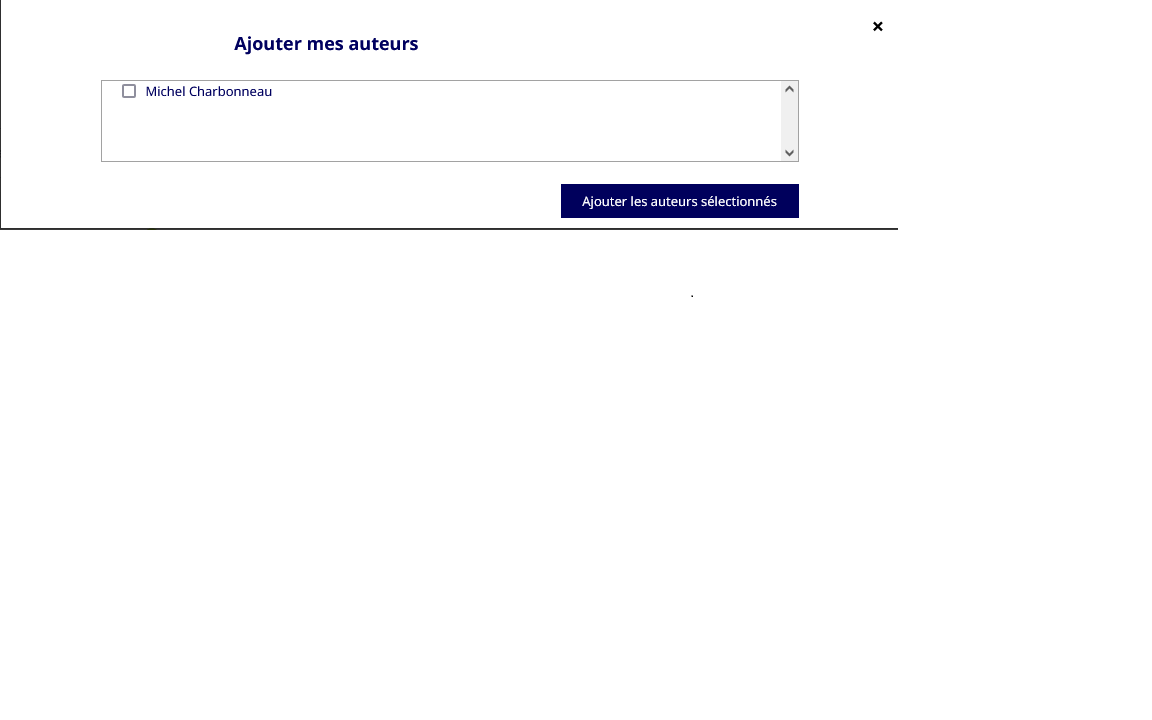 Ajouter mes auteurs
Michel Charbonneau
Ajouter les auteurs sélectionnés